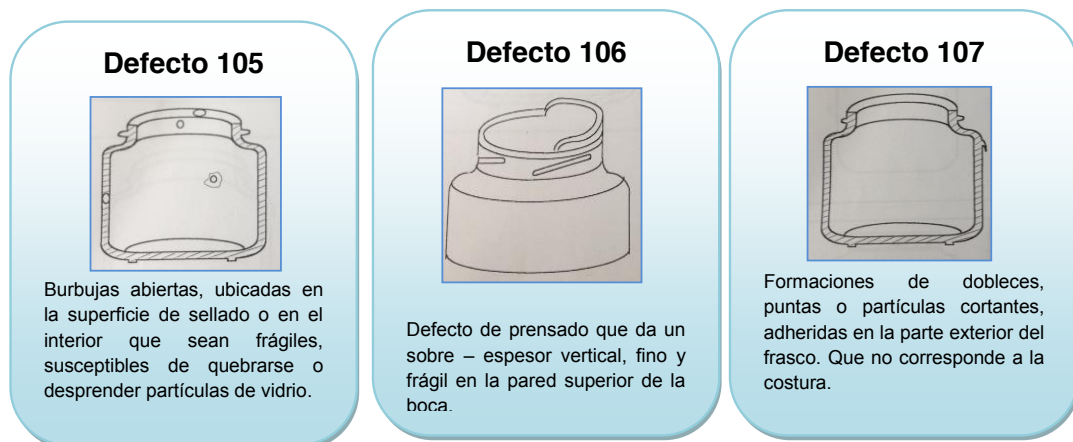 Defecto 105
Burbujas abiertas, ubicadas en
la superficie de sellado o en el
interior que sean frágiles,
susceptibles de quebrarse o
desprender partículas de vidrio.
Defecto 106
Defecto de prensado que da un
sobre – espesor vertical, fino y
frágil en la pared superior de la
boca.
Defecto 107
Formaciones de dobleces,
puntas o partículas cortantes,
adheridas en la parte exterior del
frasco. Que no corresponde a la
costura.